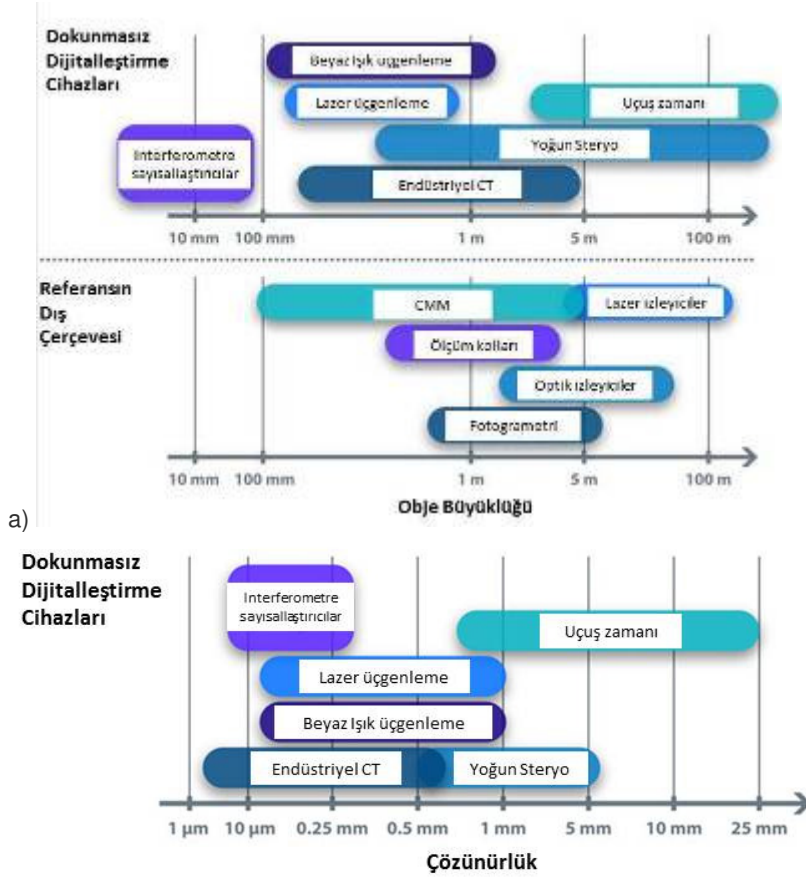 Dokunmasız
Dijitalleştirme
Cihazları
Beyaz Işık üçgenleme
Lazer üçgenleme
Uçuş zamanı
Yoğun Steryo
İnterferometre
sayısallaştırıcılar
Endüstriyel CT
10 mm 100 mm 1 m 5 m 100 m
Referansın
Dış
Çerçevesi
CMM
Lazer izleyiciler
Ölçüm kolları
Optik izleyiciler
Fotogrametri
10 mm 100 mm 1 m 5 m 100 m
Obje Büyüklüğü
a)
Dokunmasız
Dijitalleştirme
Cihazları
İnterferometre
sayısallaştırıcılar
Uçuş zamanı
Lazer üçgenleme
Beyaz Işık üçgenleme
Endüstriyel CT
Yoğun Steryo
1 µm 10 µm 0.25 mm 0.5 mm 1 mm 5 mm 10 mm 25 mm
Çözünürlük